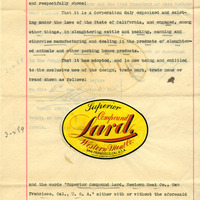 and respectfully shows:
That it is a Corporation duly organized and exist-
ing under the laws of the State of California, and engaged, among
other things, in slaughtering cattle and packing, canning and
otherwise manufacturing and dealing in the products of slaughter-
ed animals and other packing house products.
That it has adopted, and is now using and entitled to
the exclusive use of the design, trade mark, trade name or
brand shown as follows:
Superior
Compound
Lard,
Western Meat Co.
SAN FRANCISCO, CAL. U.S.A.
and the words "Superior Compound Lard, Western Meat Co., San
Francisco, Cal., U. S. A." either with or without the aforesaid